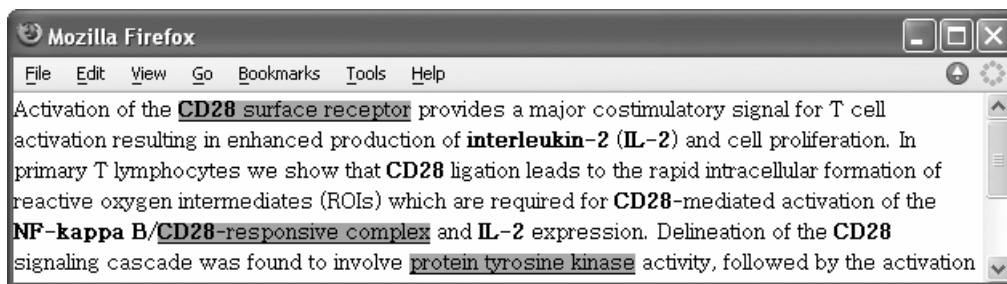 Mozilla Firefox
File Edit View Go Bookmarks Tools Help
Activation of the CD28 surface receptor provides a major costimulatory signal for T cell
activation resulting in enhanced production of interleukin-2 (IL-2) and cell proliferation. In
primary T lymphocytes we show that CD28 ligation leads to the rapid intracellular formation of
reactive oxygen intermediates (ROIs) which are required for CD28-mediated activation of the
NF-kappa B/CD28-responsive complex and IL-2 expression. Delineation of the CD28
signaling cascade was found to involve protein tyrosine kinase activity, followed by the activation